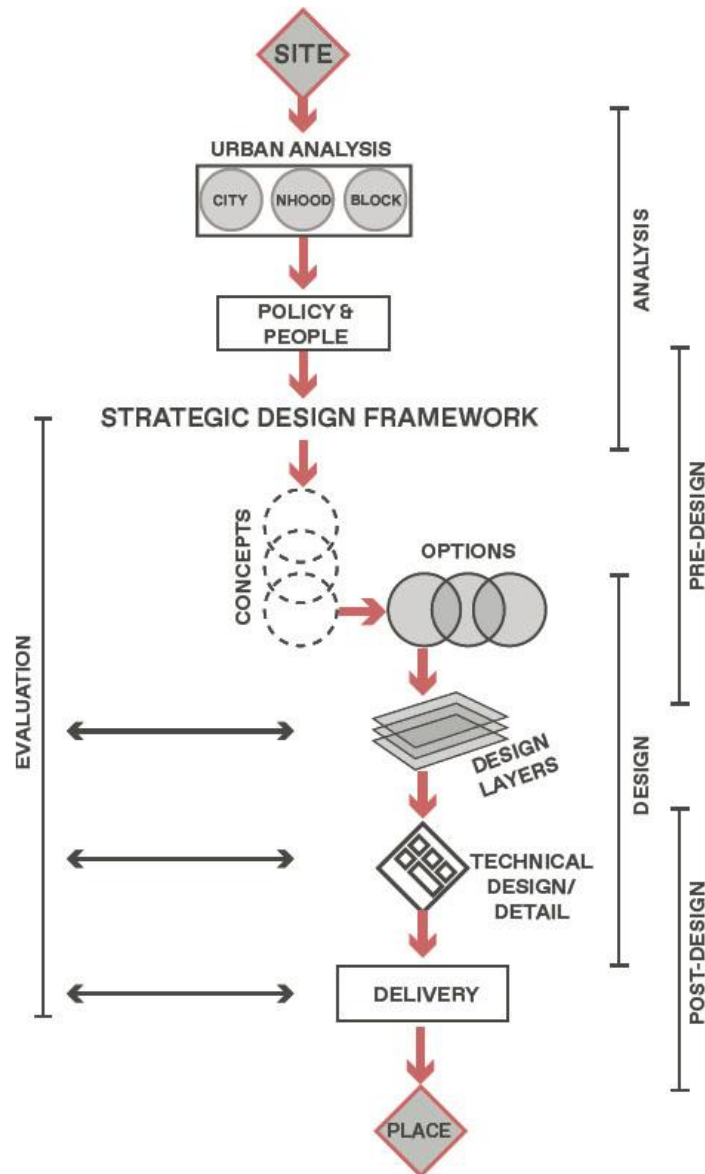 SITE
URBAN ANALYSIS
CITY
NHOOD
BLOCK
POLICY &
PEOPLE
STRATEGIC DESIGN FRAMEWORK
CONCEPTS
OPTIONS
DESIGN
LAYERS
TECHNICAL
DESIGN/
DETAIL
DELIVERY
PLACE
EVALUATION
ANALYSIS
PRE-DESIGN
DESIGN
POST-DESIGN